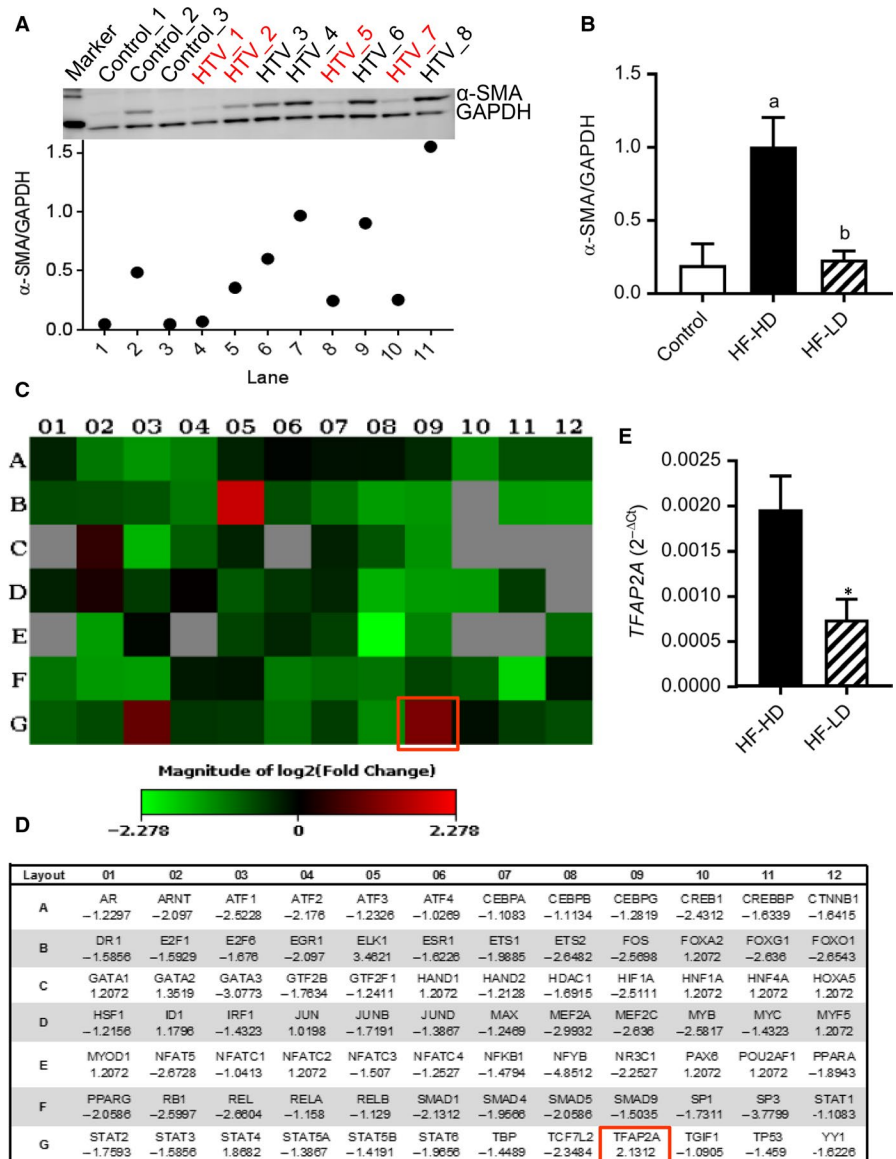 A
Marker Control_1 Control_2 Control_3 HTV_1 HTV_2 HTV_3 HTV_4 HTV_5 HTV_6 HTV_7 HTV_8
α-SMA
GAPDH
α-SMA/GAPDH
1.5
1.0
0.5
0.0
1 2 3 4 5 6 7 8 9 10 11
Lane
B
α-SMA/GAPDH
1.5
1.0
0.5
0.0
a
b
Control HF-HD HF-LD
C
01 02 03 04 05 06 07 08 09 10 11 12
A
B
C
D
E
F
G
Magnitude of log2(Fold Change)
−2.278 0 2.278
E
TFAP2A (2−ΔCt)
0.0025
0.0020
0.0015
0.0010
0.0005
0.0000
*
HF-HD HF-LD
D
Layout 01 02 03 04 05 06 07 08 09 10 11 12
A
AR ARNT ATF1 ATF2 ATF3 ATF4 CEBPA CEBPB CEBPG CREB1 CREBBP CTNNB1
−1.2297 −2.097 −2.5228 −2.176 −1.2326 −1.0269 −1.1083 −1.1134 −1.2819 −2.4312 −1.6339 −1.6415
B
DR1 E2F1 E2F6 EGR1 ELK1 ESR1 ETS1 ETS2 FOS FOXA2 FOXG1 FOXO1
−1.5856 −1.5929 −1.676 −2.097 3.4621 −1.6226 −1.9885 −2.6482 −2.5698 1.2072 −2.636 −2.6543
C
GATA1 GATA2 GATA3 GTF2B GTF2F1 HAND1 HAND2 HDAC1 HIF1A HNF1A HNF4A HOXA5
1.2072 1.3519 −3.0773 −1.7634 −1.2411 1.2072 −1.2128 −1.6915 −2.5111 1.2072 1.2072 1.2072
D
HSF1 ID1 IRF1 JUN JUNB JUND MAX MEF2A MEF2C MYB MYC MYF5
−1.2156 1.1796 −1.4323 1.0198 −1.7191 −1.3867 −1.2469 −2.9932 −2.636 −2.5817 −1.4323 1.2072
E
MYOD1 NFAT5 NFATC1 NFATC2 NFATC3 NFATC4 NFKB1 NFYB NR3C1 PAX6 POU2AF1 PPARA
1.2072 −2.6728 −1.0413 1.2072 −1.507 −1.2527 −1.4794 −4.8512 −2.2527 1.2072 1.2072 −1.8943
F
PPARG RB1 REL RELA RELB SMAD1 SMAD4 SMAD5 SMAD9 SP1 SP3 STAT1
−2.0586 −2.5997 −2.6604 −1.158 −1.129 −2.1312 −1.9566 −2.0586 −1.5035 −1.7311 −3.7799 −1.1083
G
STAT2 STAT3 STAT4 STAT5A STAT5B STAT6 TBP TCF7L2 TFAP2A TGIF1 TP53 YY1
−1.7593 −1.5856 1.8682 −1.3867 −1.4191 −1.9656 −1.4489 −2.3484 2.1312 −1.0905 −1.459 −1.6226